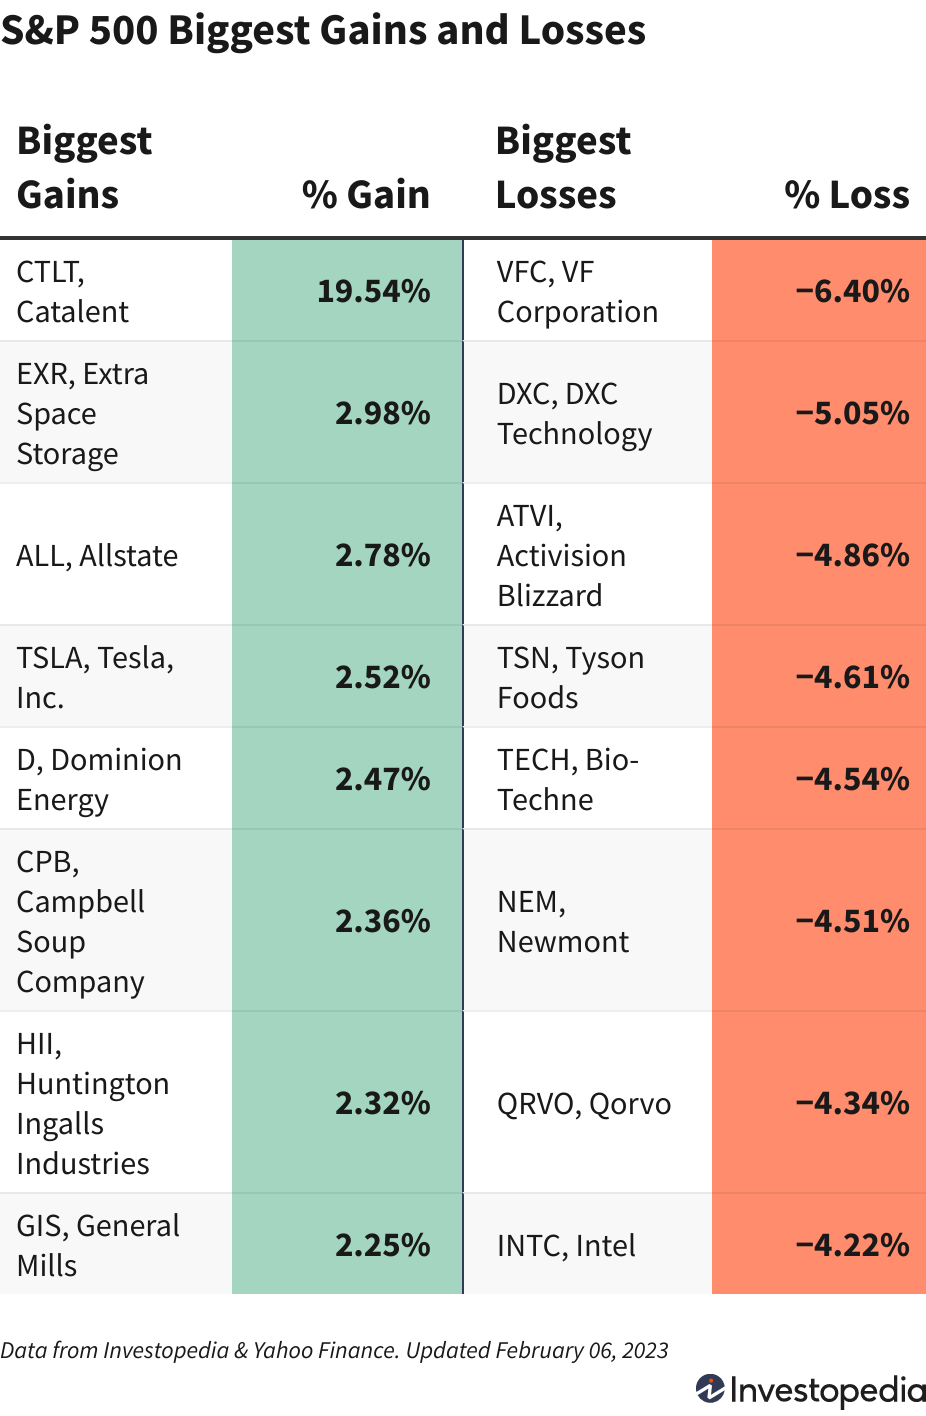 S&P 500 Biggest Gains and Losses
Biggest
Gains
% Gain
Biggest
Losses
% Loss
CTLT,
Catalent
19.54%
VFC, VF
Corporation
−6.40%
EXR, Extra
Space
Storage
2.98%
DXC, DXC
Technology
−5.05%
ALL, Allstate
2.78%
ATVI,
Activision
Blizzard
−4.86%
TSLA, Tesla,
Inc.
2.52%
TSN, Tyson
Foods
−4.61%
D, Dominion
Energy
2.47%
TECH, Bio-
Techne
−4.54%
CPB,
Campbell
Soup
Company
2.36%
NEM,
Newmont
−4.51%
HII,
Huntington
Ingalls
Industries
2.32%
QRVO, Qorvo
−4.34%
GIS, General
Mills
2.25%
INTC, Intel
−4.22%
Data from Investopedia & Yahoo Finance. Updated February 06, 2023
Investopedia